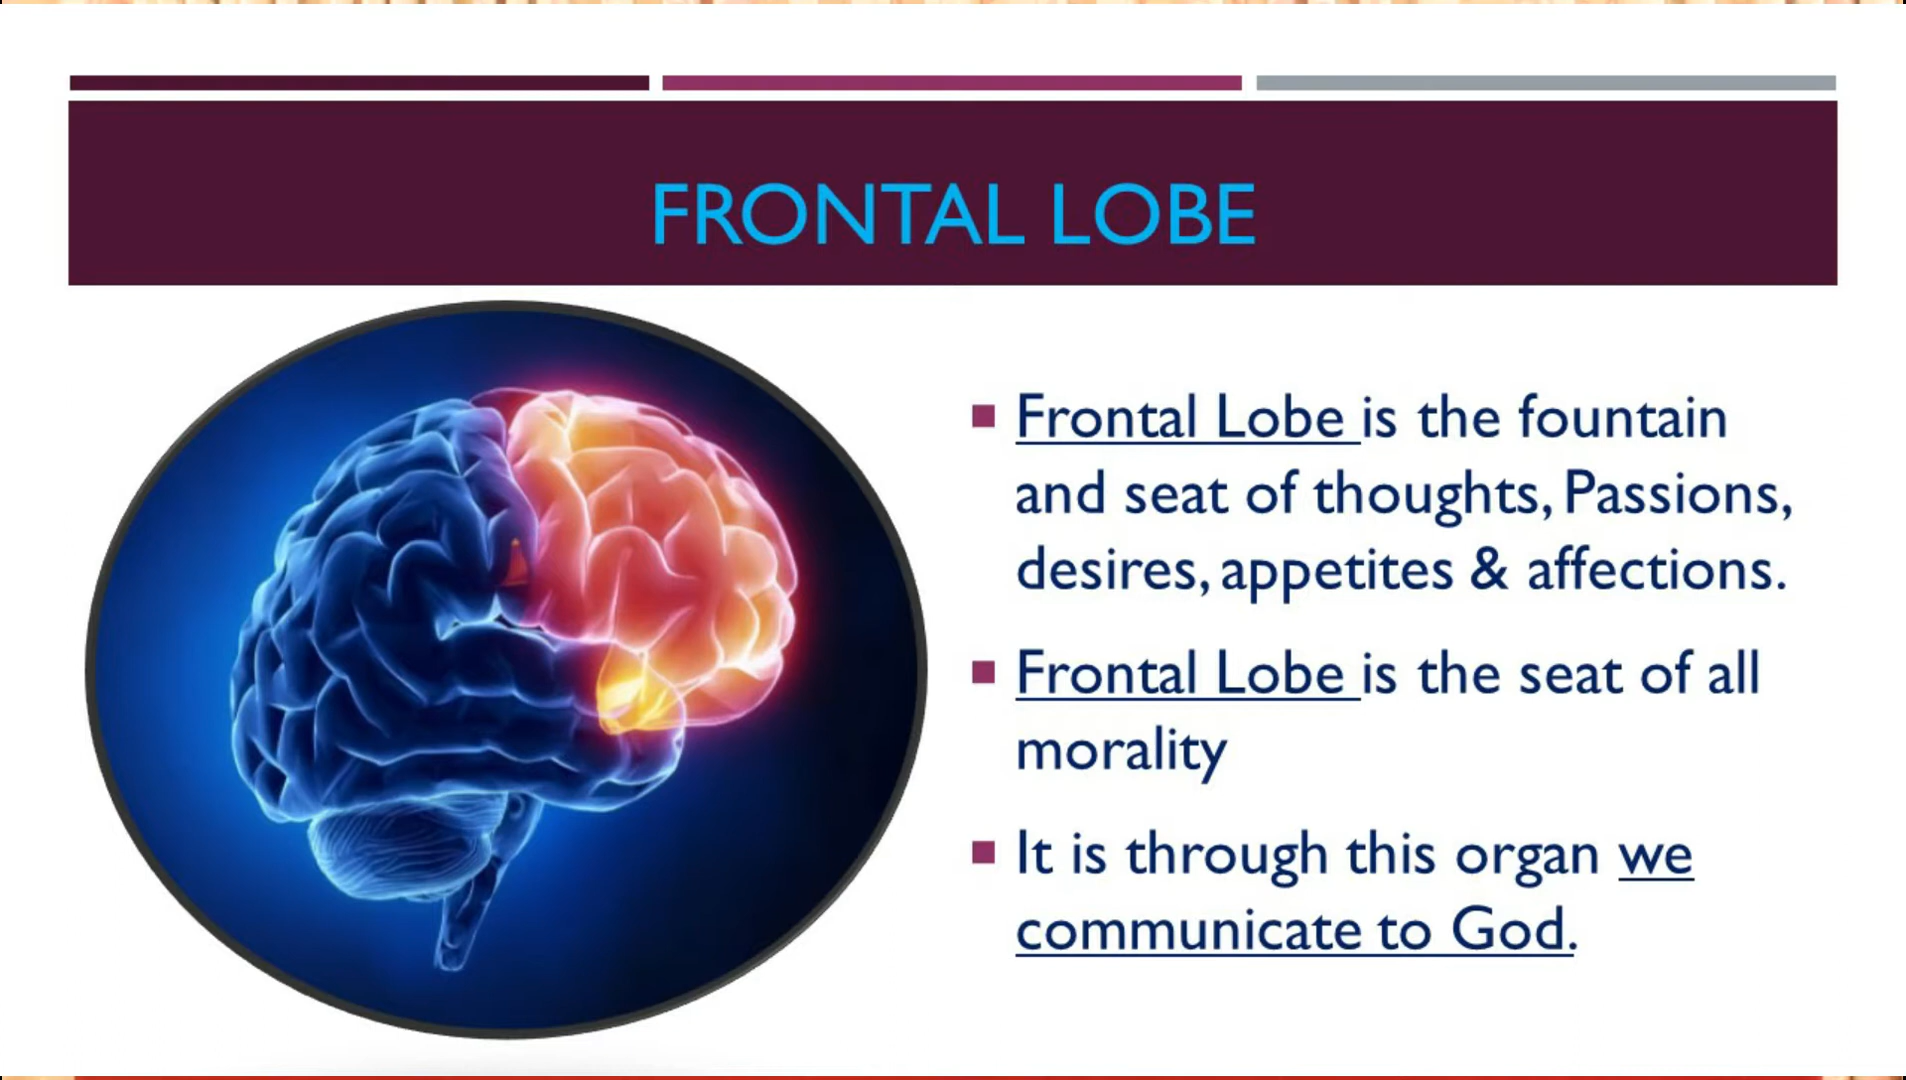 FRONTAL LOBE
Frontal Lobe is the fountain
and seat of thoughts, Passions,
desires, appetites & affections.
Frontal Lobe is the seat of all
morality
It is through this organ we
communicate to God.